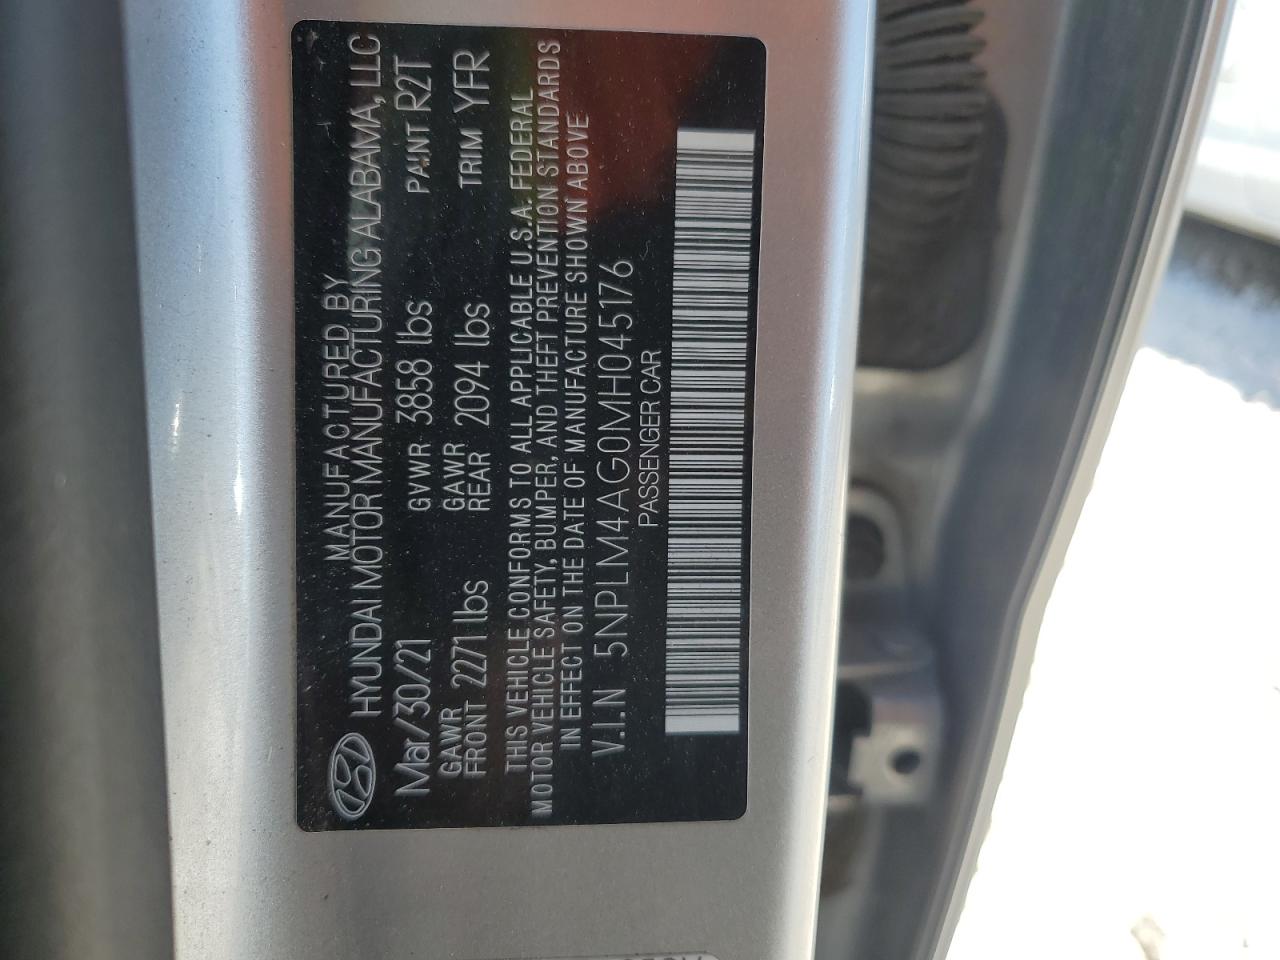 MANUFACTURED BY
HYUNDAI MOTOR MANUFACTURING ALABAMA, LLC
Mar/30/21 GVWR 3858 lbs PAINT R2T
GAWR FRONT 2271 lbs GAWR REAR 2094 lbs TRIM YFR
THIS VEHICLE CONFORMS TO ALL APPLICABLE U.S.A. FEDERAL
MOTOR VEHICLE SAFETY, BUMPER, AND THEFT PREVENTION STANDARDS
IN EFFECT ON THE DATE OF MANUFACTURE SHOWN ABOVE
V.I.N 5NPLM4AG0MH045176
PASSENGER CAR